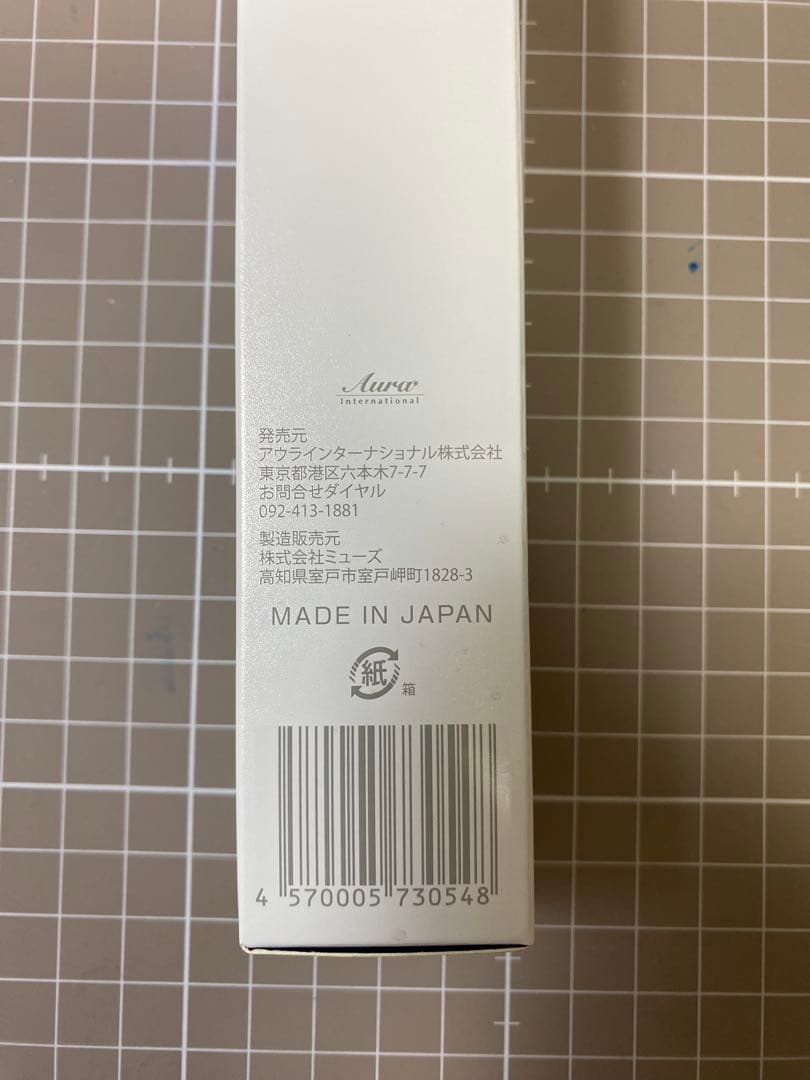 Aura
International
発売元
アウラインターナショナル株式会社
東京都港区六本木7-7-7
お問合せダイヤル
092-413-1881
製造販売元
株式会社ミューズ
高知県室戸市室戸岬町1828-3
MADE IN JAPAN
紙
箱
4 570005 730548